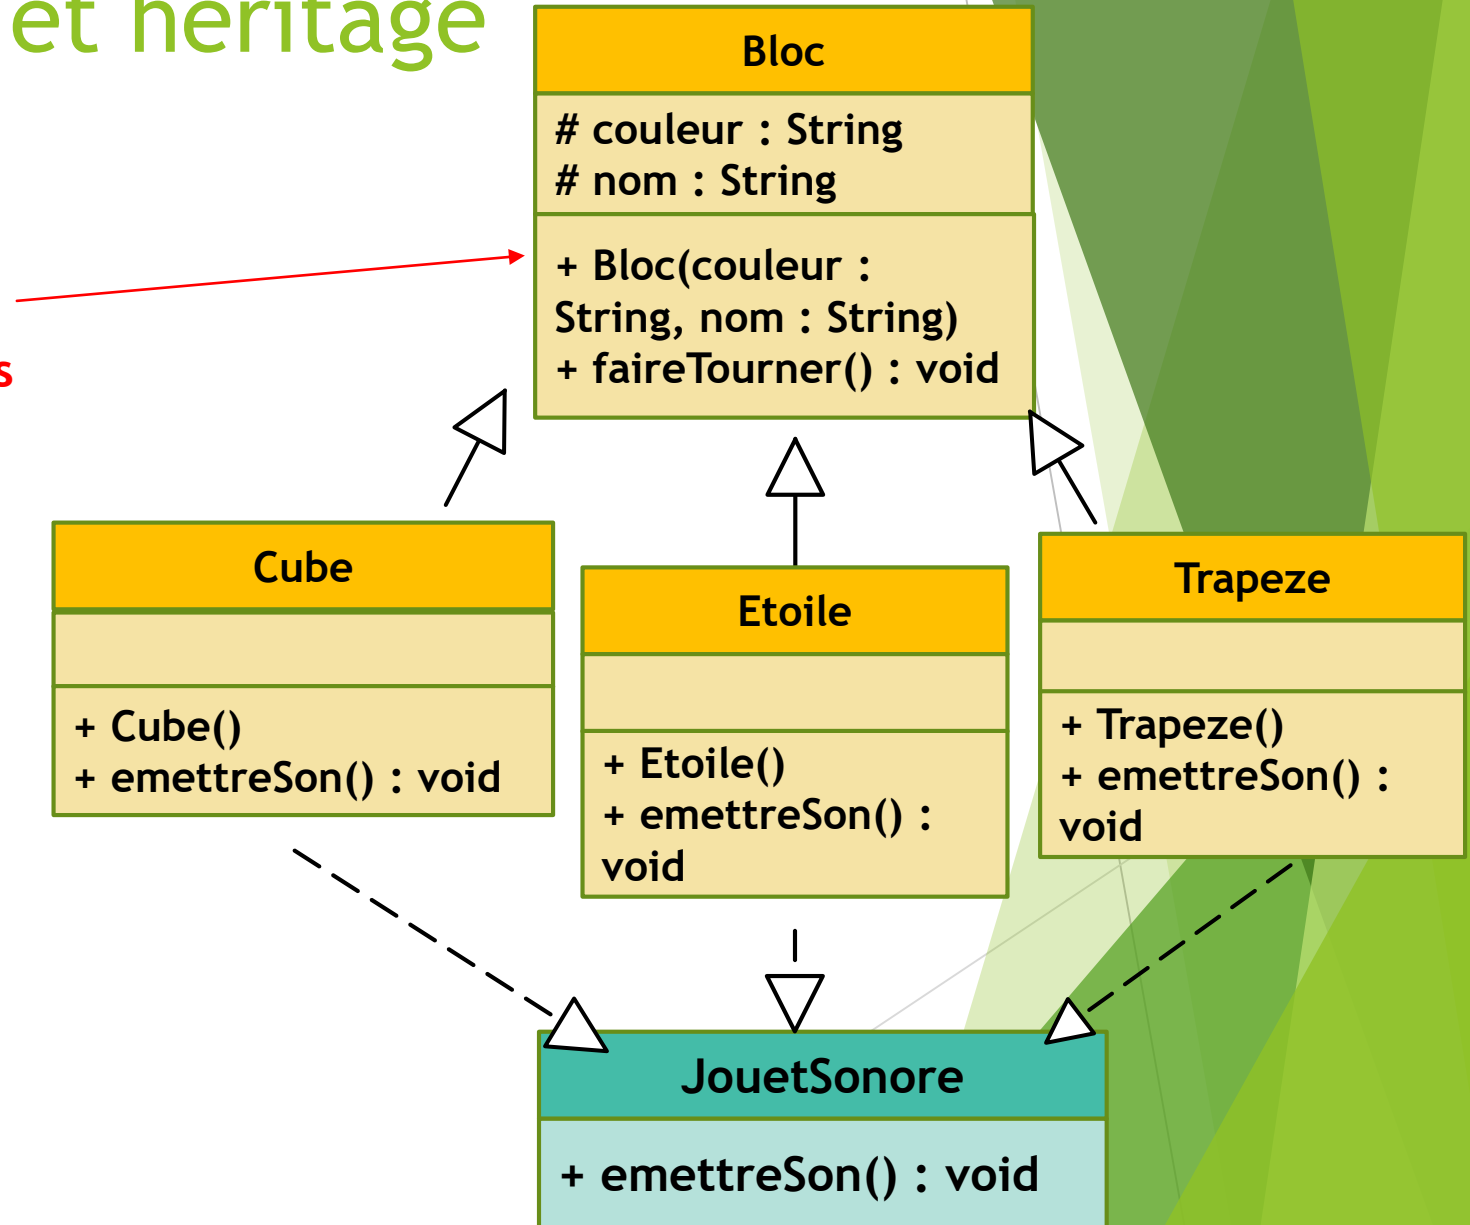 et héritage
Bloc
# couleur : String
# nom : String
+ Bloc(couleur :
String, nom : String)
+ faireTourner() : void
s
Cube
+ Cube()
+ emettreSon() : void
Etoile
+ Etoile()
+ emettreSon() :
void
Trapeze
+ Trapeze()
+ emettreSon() :
void
JouetSonore
+ emettreSon() : void